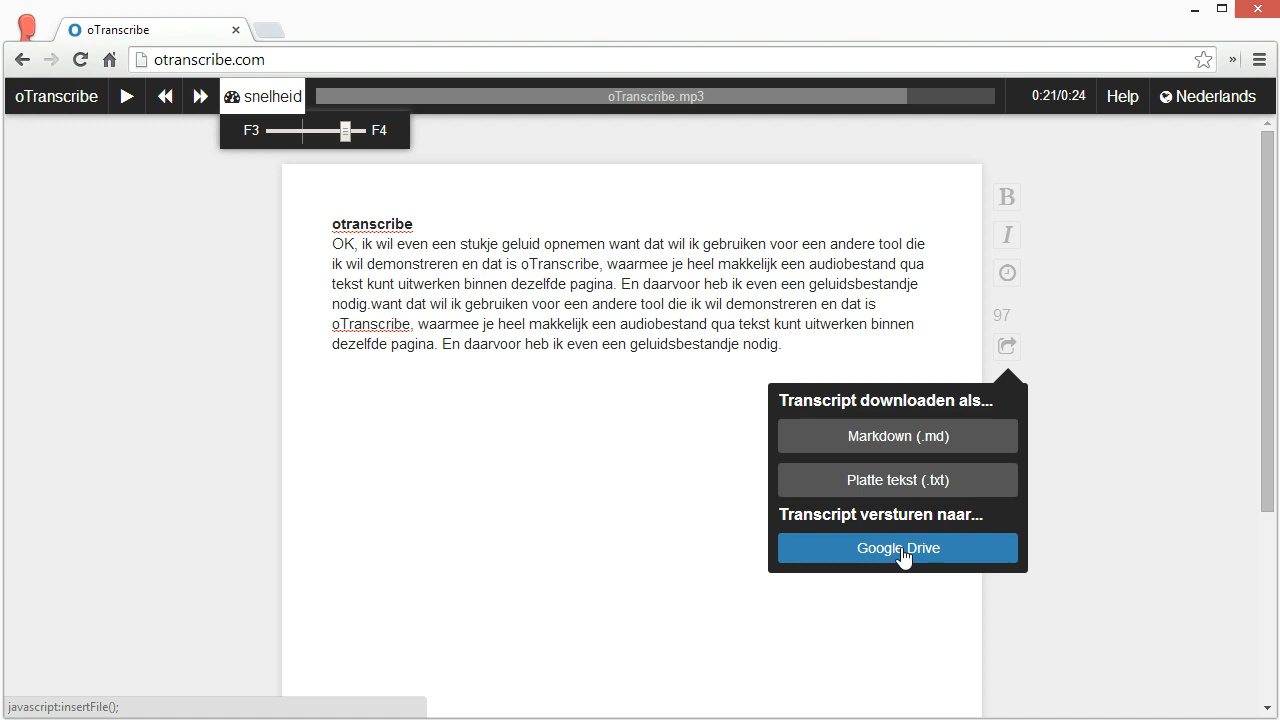 oTranscribe
otranscribe.com
oTranscribe
snelheid
oTranscribe.mp3
0:21/0:24
Help
Nederlands
F3
F4
otranscribe
OK, ik wil even een stukje geluid opnemen want dat wil ik gebruiken voor een andere tool die
ik wil demonstreren en dat is oTranscribe, waarmee je heel makkelijk een audiobestand qua
tekst kunt uitwerken binnen dezelfde pagina. En daarvoor heb ik even een geluidsbestandje
nodig.want dat wil ik gebruiken voor een andere tool die ik wil demonstreren en dat is
oTranscribe, waarmee je heel makkelijk een audiobestand qua tekst kunt uitwerken binnen
dezelfde pagina. En daarvoor heb ik even een geluidsbestandje nodig.
B
I
97
Transcript downloaden als...
Markdown (.md)
Platte tekst (.txt)
Transcript versturen naar...
Google Drive
javascript:insertFile();